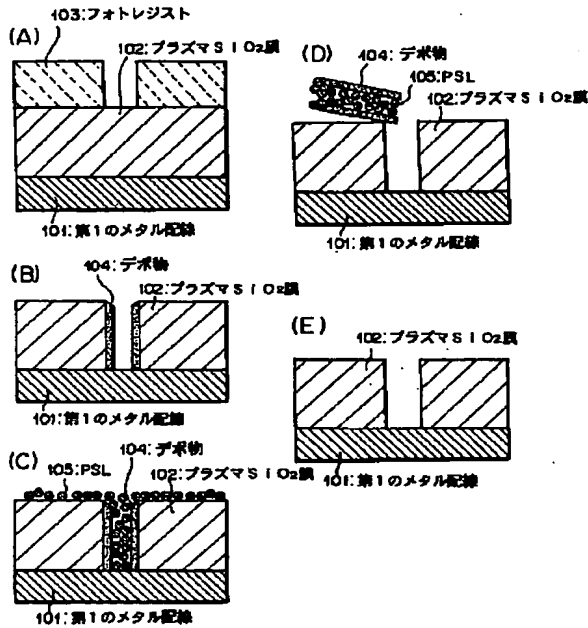 103:フォトレジスト
(A)
102:プラズマSiO₂膜
101:第1のメタル配線
(B)
104:デポ物
102:プラズマSiO₂膜
101:第1のメタル配線
(C)
105:PSL
104:デポ物
102:プラズマSiO₂膜
101:第1のメタル配線
(D)
104:デポ物
105:PSL
102:プラズマSiO₂膜
101:第1のメタル配線
(E)
102:プラズマSiO₂膜
101:第1のメタル配線